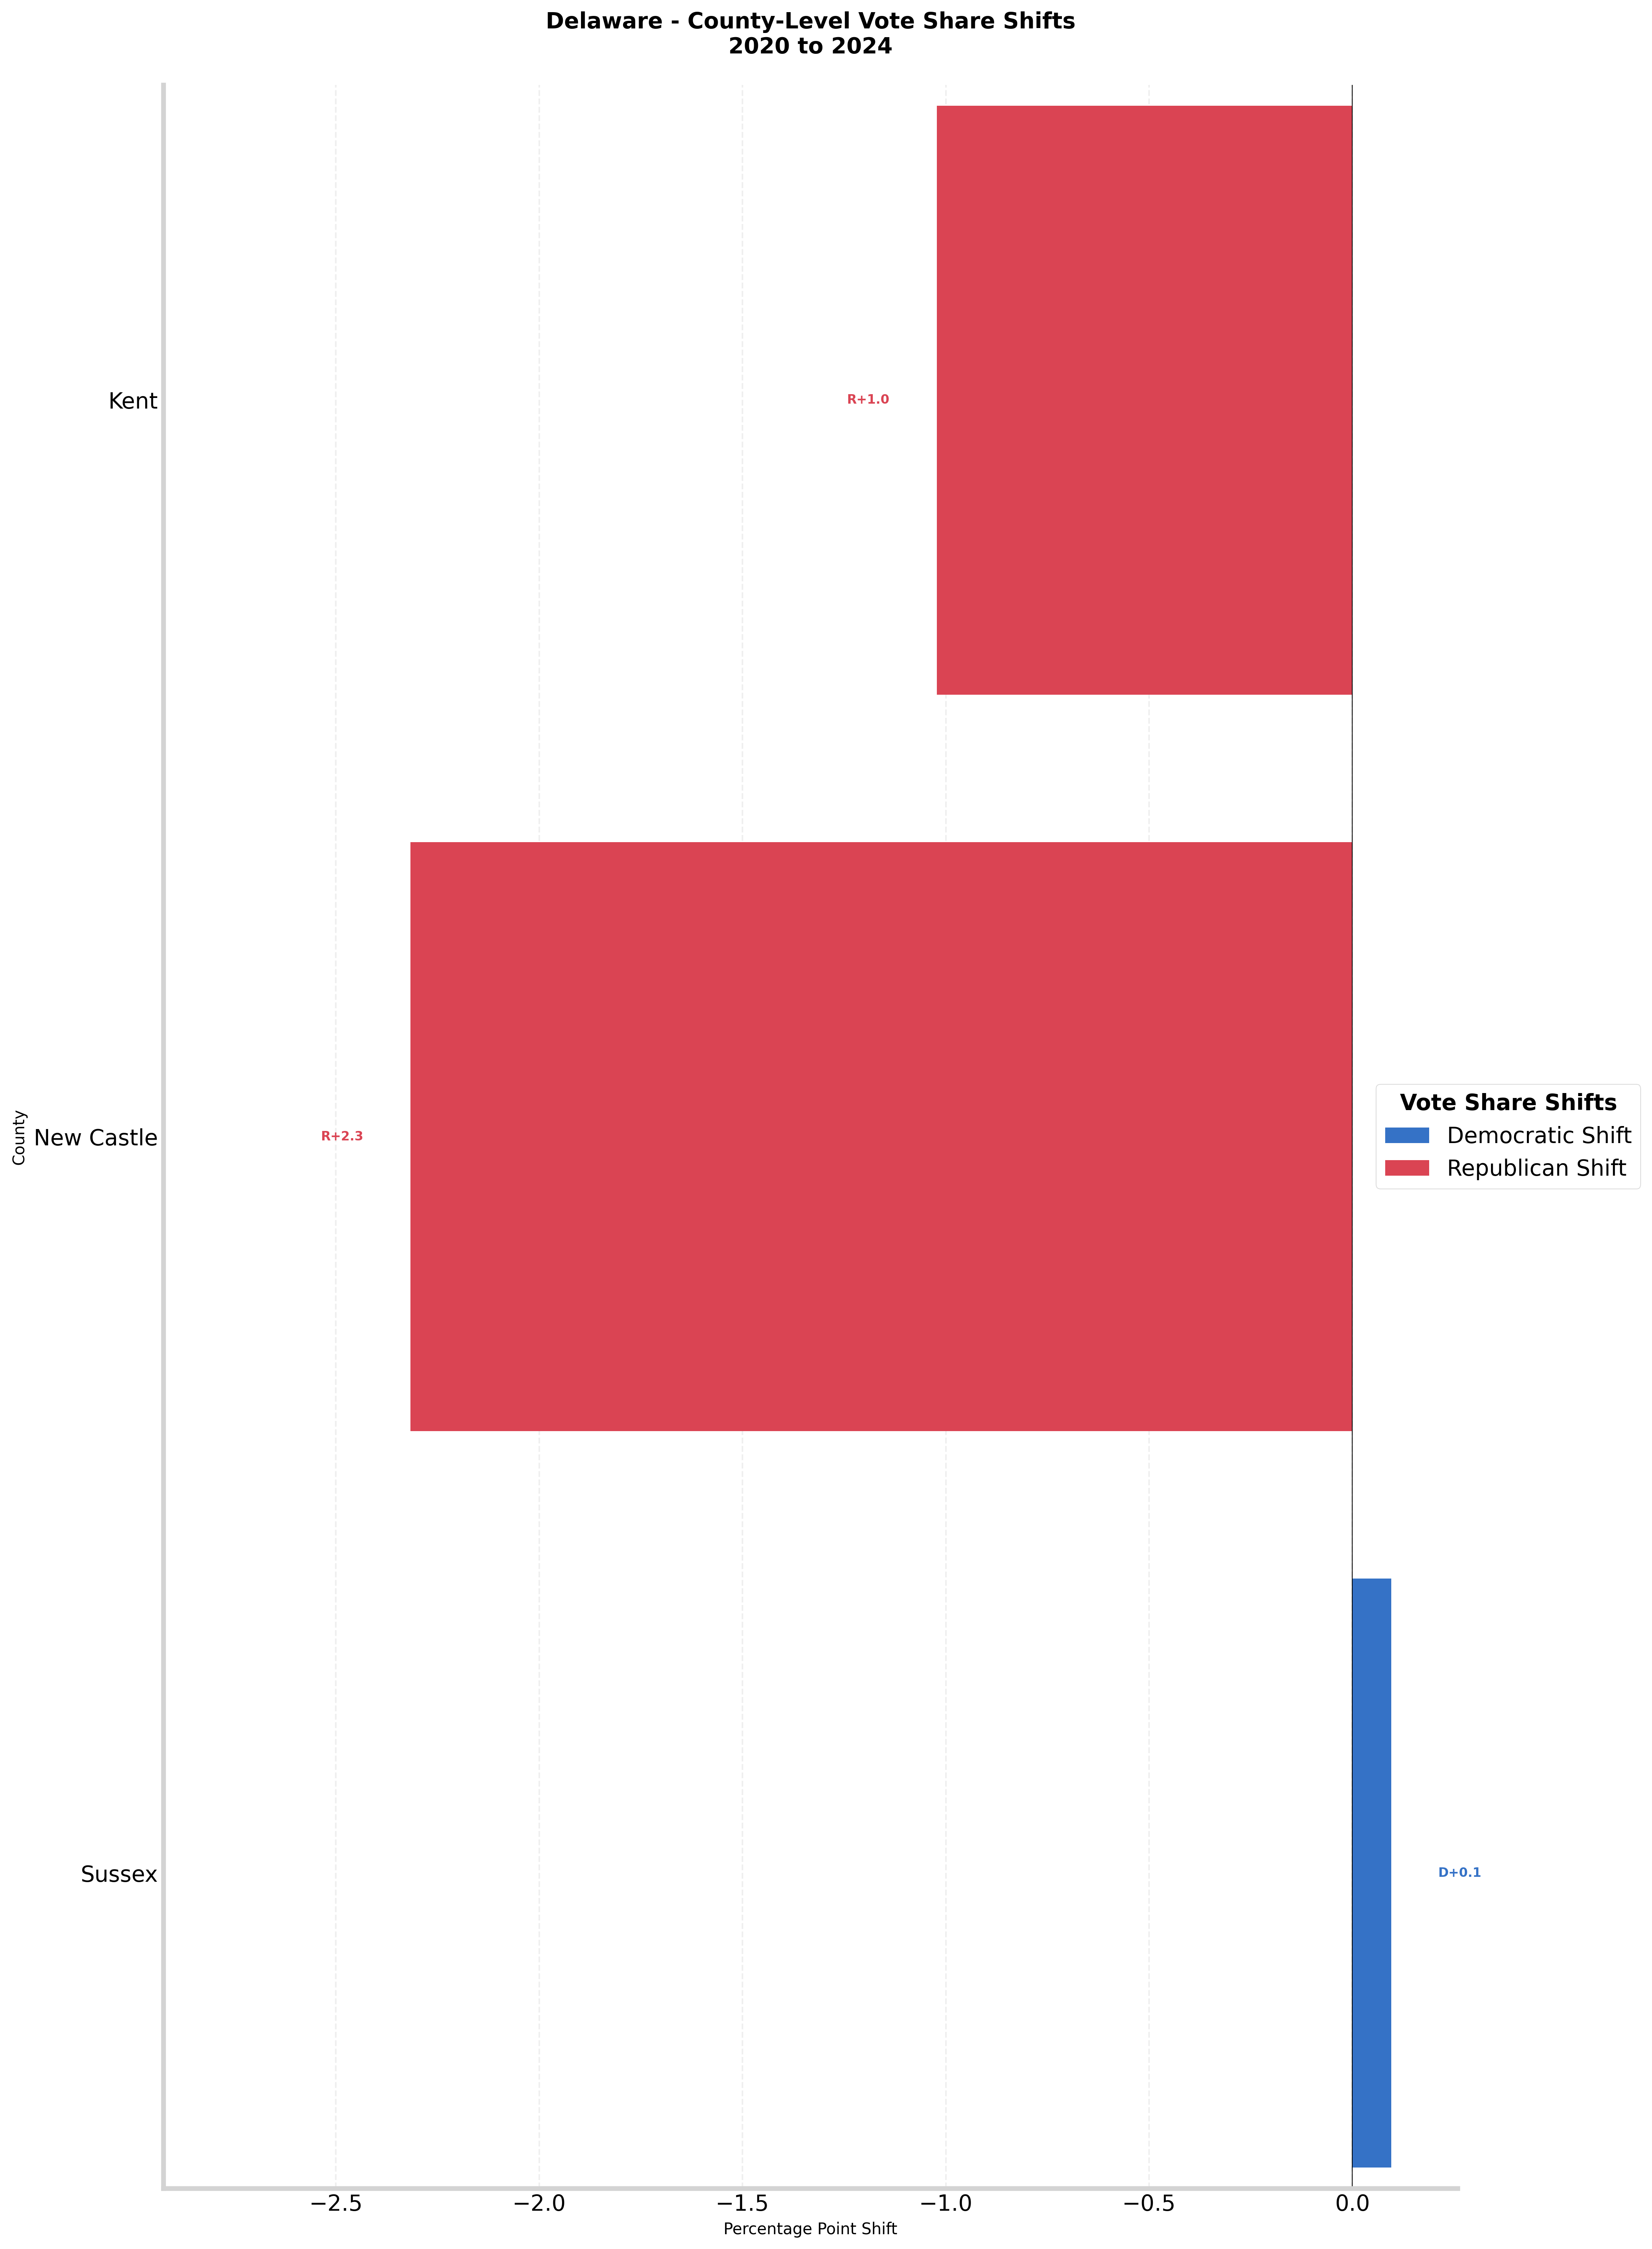 Delaware - County-Level Vote Share Shifts
2020 to 2024
Kent
R+1.0
County
New Castle
R+2.3
Vote Share Shifts
Democratic Shift
Republican Shift
Sussex
D+0.1
−2.5 −2.0 −1.5 −1.0 −0.5 0.0
Percentage Point Shift